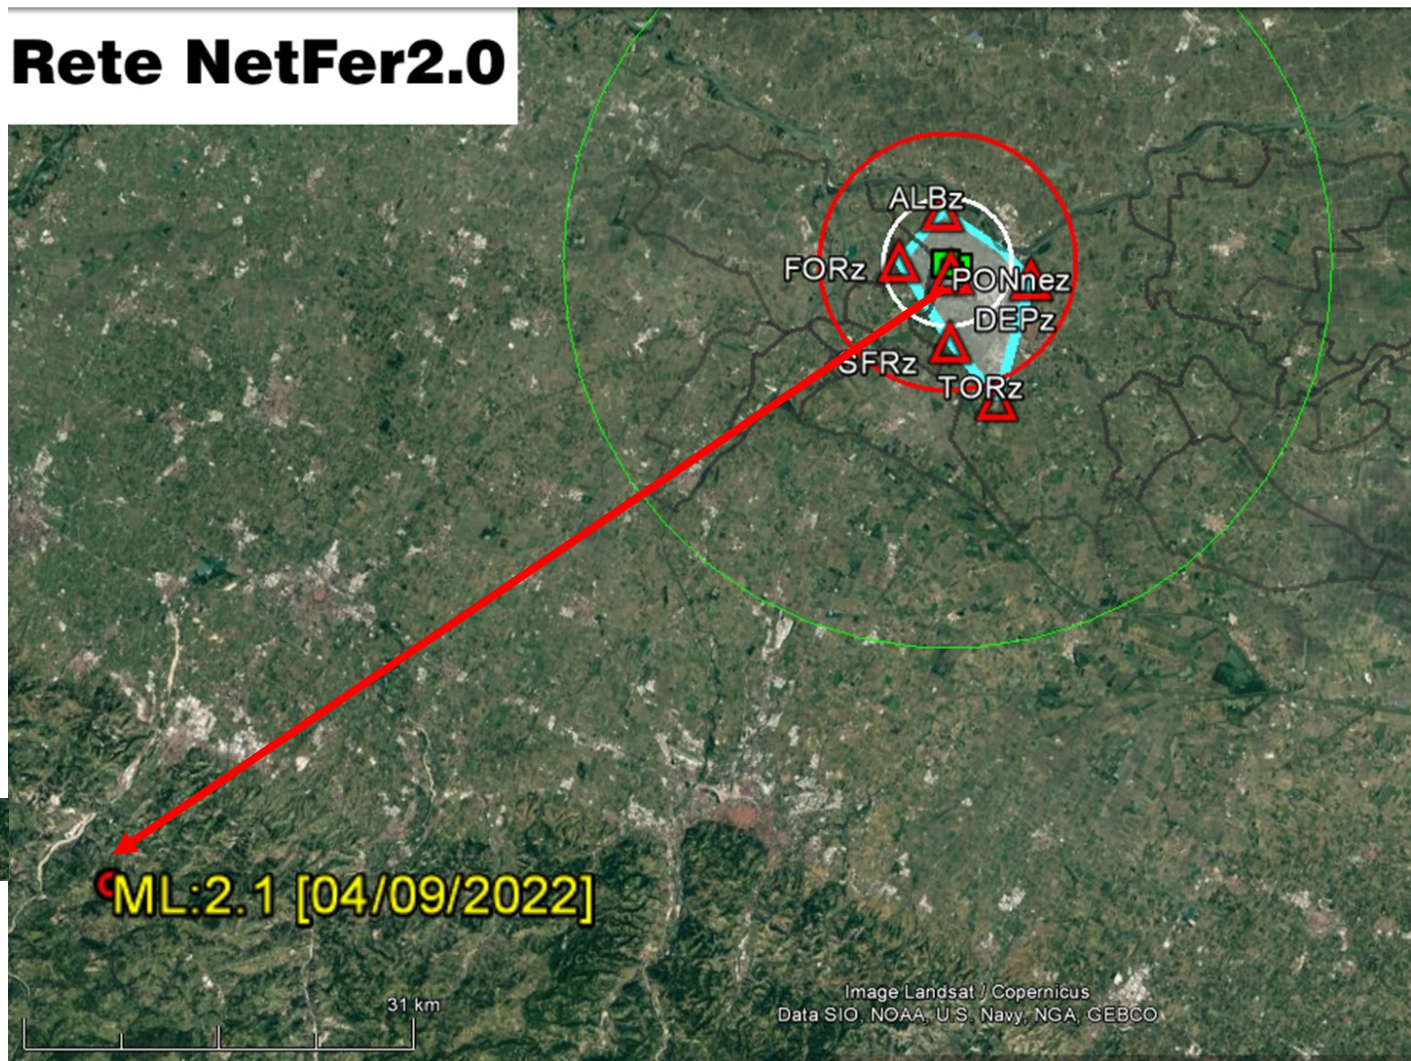 Rete NetFer2.0
ALBz
FORz
PONnez
DEPz
SFRz
TORz
ML:2.1 [04/09/2022]
31 km
Image Landsat / Copernicus
Data SIO, NOAA, U.S. Navy, NGA, GEBCO